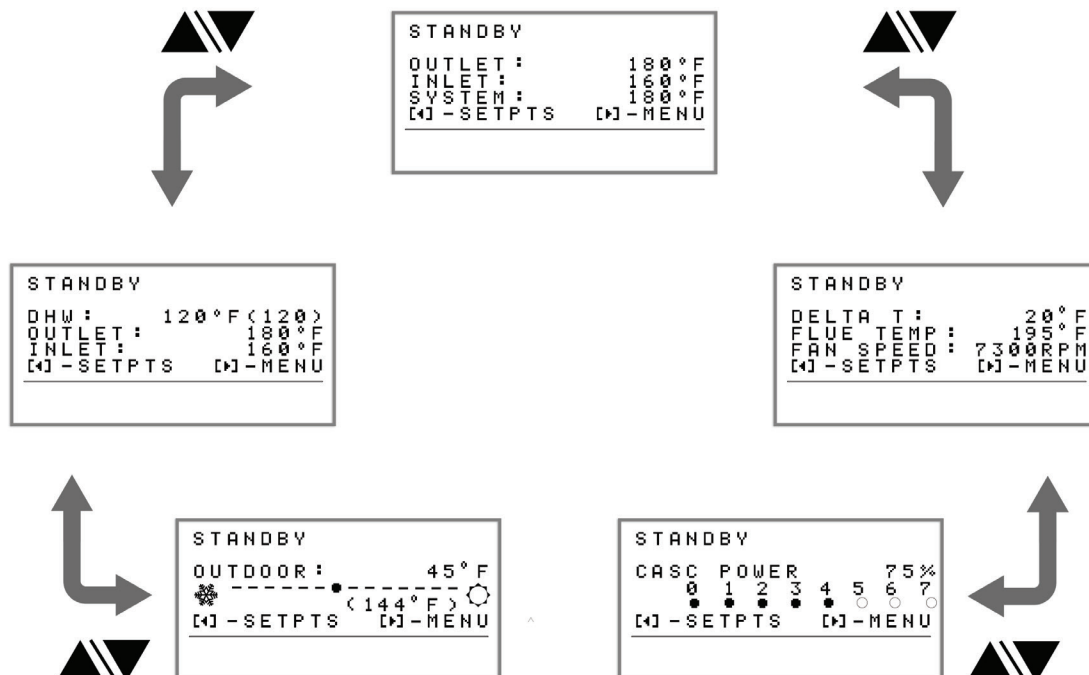 STANDBY
OUTLET: 180°F
INLET: 160°F
SYSTEM: 180°F
[◂]-SETPTS [▸]-MENU
STANDBY
DHW: 120°F(120)
OUTLET: 180°F
INLET: 160°F
[◂]-SETPTS [▸]-MENU
STANDBY
DELTA T: 20°F
FLUE TEMP: 195°F
FAN SPEED: 7300RPM
[◂]-SETPTS [▸]-MENU
STANDBY
OUTDOOR: 45°F
(144°F)
[◂]-SETPTS [▸]-MENU
STANDBY
CASC POWER 75%
0 1 2 3 4 5 6 7
[◂]-SETPTS [▸]-MENU